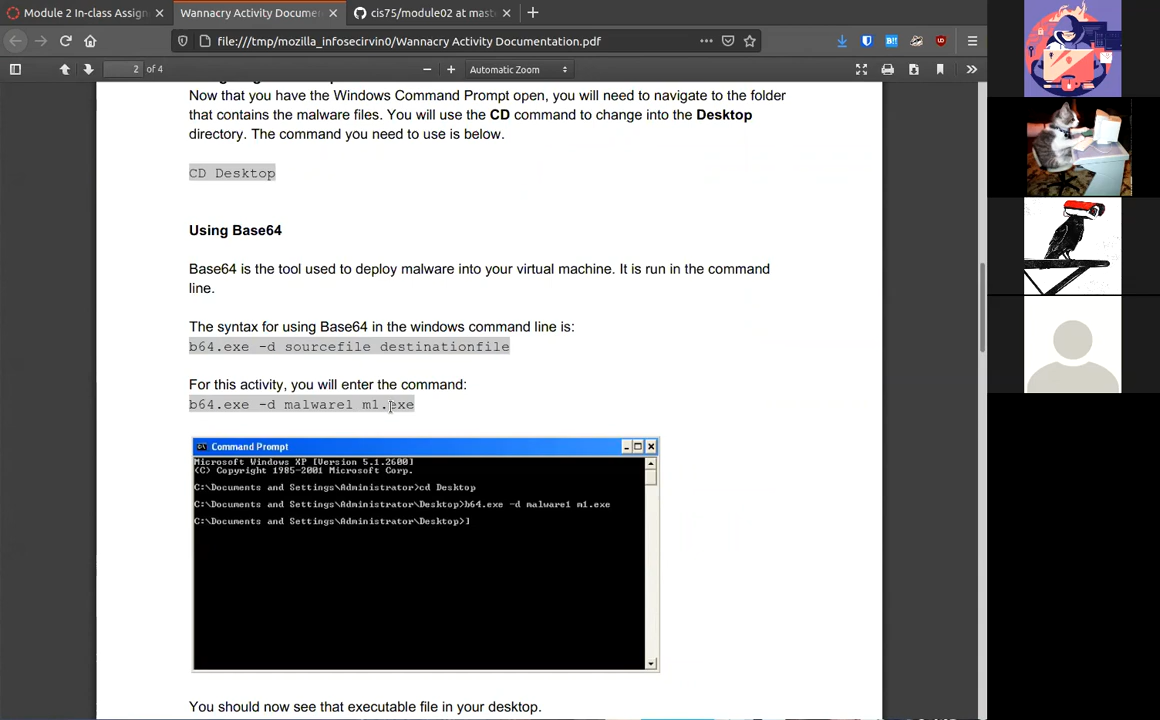 Module 2 In-class Assign
Wannacry Activity Docume
cis75/module02 at mast
file:///tmp/mozilla_infosecirvin0/Wannacry Activity Documentation.pdf
2 of 4
Automatic Zoom
Now that you have the Windows Command Prompt open, you will need to navigate to the folder
that contains the malware files. You will use the CD command to change into the Desktop
directory. The command you need to use is below.
CD Desktop
Using Base64
Base64 is the tool used to deploy malware into your virtual machine. It is run in the command
line.
The syntax for using Base64 in the windows command line is:
b64.exe -d sourcefile destinationfile
For this activity, you will enter the command:
b64.exe -d malware1 m1.exe
Command Prompt
Microsoft Windows XP [Version 5.1.2600]
(C) Copyright 1985-2001 Microsoft Corp.
C:\Documents and Settings\Administrator>cd Desktop
C:\Documents and Settings\Administrator\Desktop>b64.exe -d malware1 m1.exe
C:\Documents and Settings\Administrator\Desktop>
You should now see that executable file in your desktop.